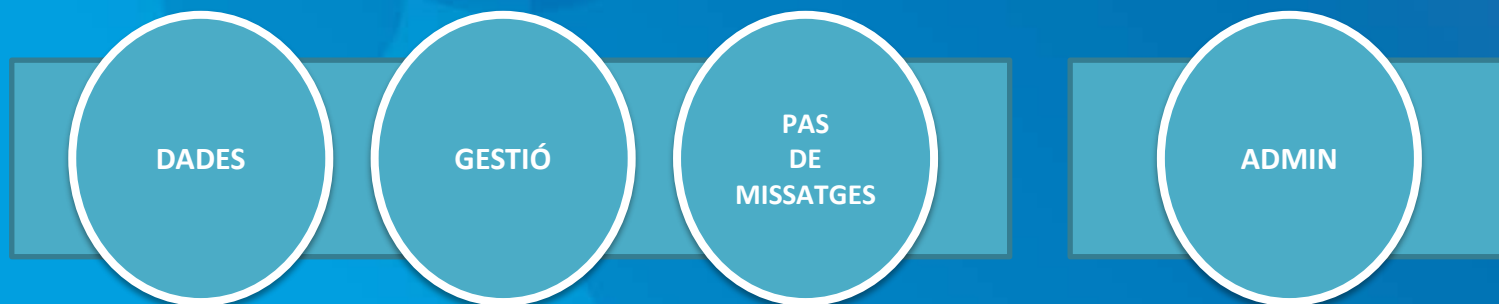 DADES
GESTIÓ
PAS
DE
MISSATGES
ADMIN